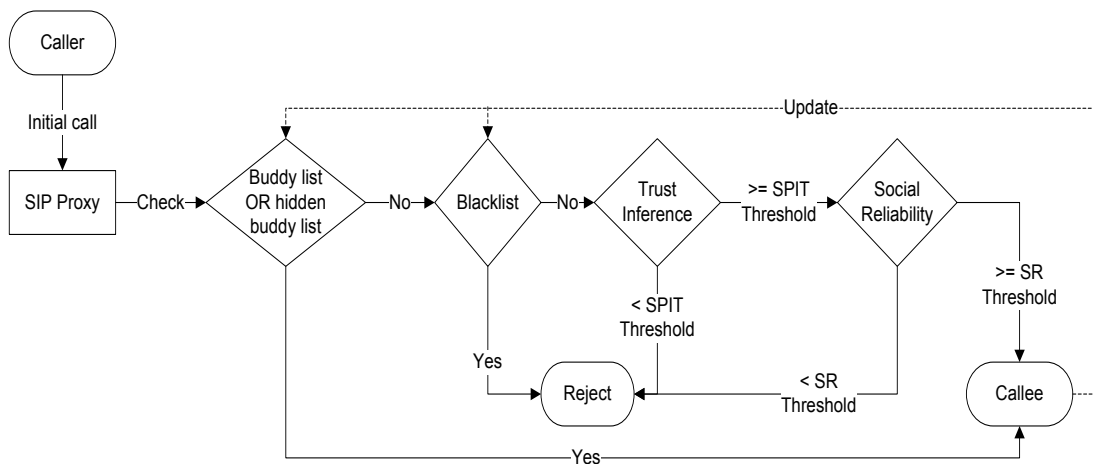 Caller
Initial call
Update
SIP Proxy
Check
Buddy list
OR hidden
buddy list
No
Blacklist
No
Trust
Inference
>= SPIT
Threshold
Social
Reliability
>= SR
Threshold
< SPIT
Threshold
Yes
Reject
< SR
Threshold
Callee
Yes